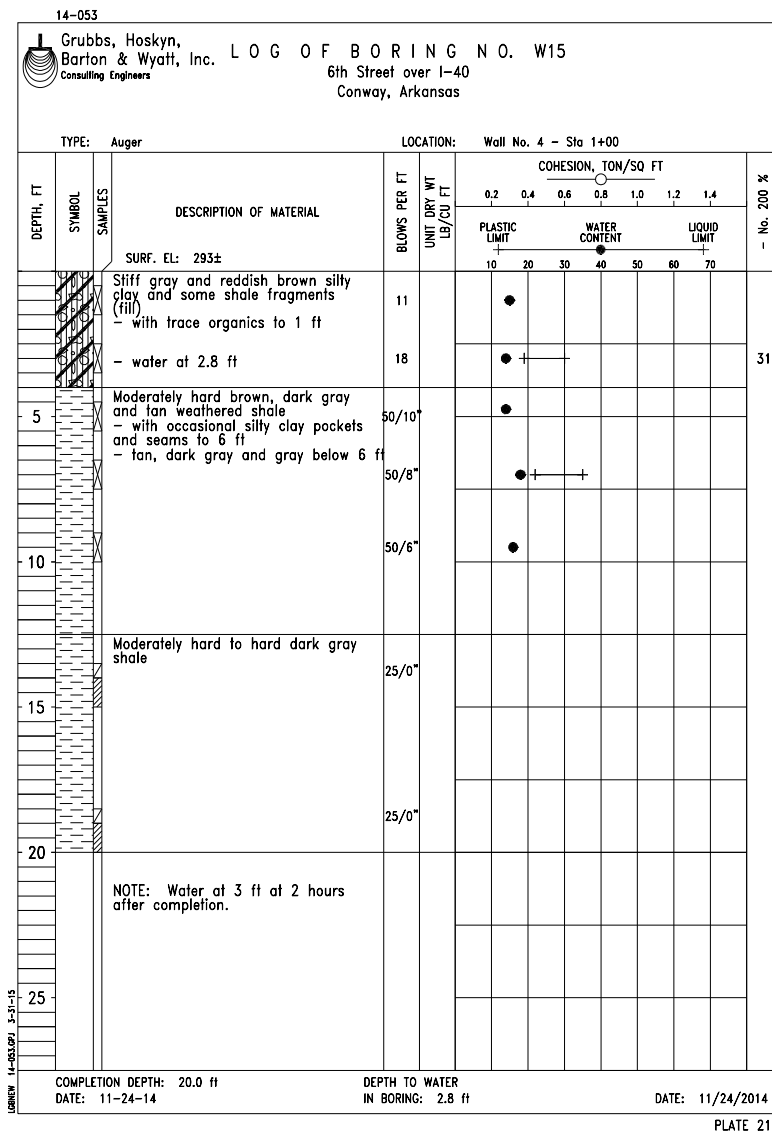 14-053
Grubbs, Hoskyn,
Barton & Wyatt, Inc.
Consulting Engineers
LOG OF BORING NO. W15
6th Street over I-40
Conway, Arkansas
TYPE: Auger
LOCATION: Wall No. 4 - Sta 1+00
DEPTH, FT
SYMBOL
SAMPLES
DESCRIPTION OF MATERIAL
SURF. EL: 293±
BLOWS PER FT
UNIT DRY WT
LB/CU FT
COHESION, TON/SQ FT
0.2 0.4 0.6 0.8 1.0 1.2 1.4
PLASTIC LIMIT
WATER CONTENT
LIQUID LIMIT
10 20 30 40 50 60 70
- No. 200 %
Stiff gray and reddish brown silty
clay and some shale fragments
(fill)
- with trace organics to 1 ft
11
- water at 2.8 ft
18
31
Moderately hard brown, dark gray
and tan weathered shale
- with occasional silty clay pockets
and seams to 6 ft
- tan, dark gray and gray below 6 ft
5
50/10"
50/8"
50/6"
10
Moderately hard to hard dark gray
shale
25/0"
15
25/0"
20
NOTE: Water at 3 ft at 2 hours
after completion.
25
LGBNEW 14-053.GPJ 3-31-15
COMPLETION DEPTH: 20.0 ft
DATE: 11-24-14
DEPTH TO WATER
IN BORING: 2.8 ft
DATE: 11/24/2014
PLATE 21